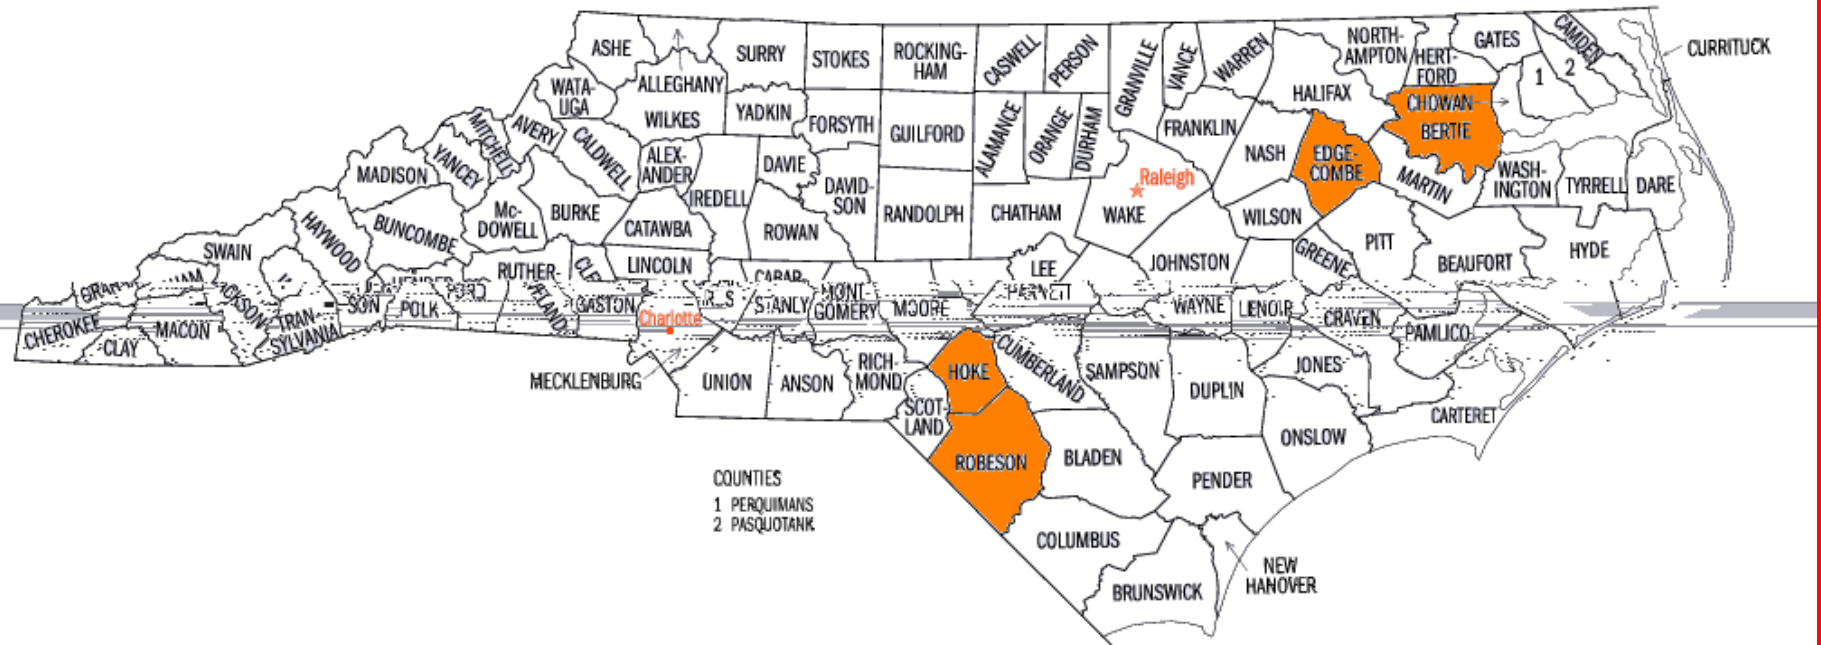 ASHE
ALLEGHANY
SURRY
STOKES
ROCKING-
HAM
CASWELL
PERSON
GRANVILLE
VANCE
WARREN
NORTH-
AMPTON
HERT-
FORD
GATES
CAMDEN
CURRITUCK
1
2
WATA-
UGA
WILKES
YADKIN
FORSYTH
GUILFORD
ALAMANCE
ORANGE
DURHAM
FRANKLIN
HALIFAX
CHOWAN
BERTIE
MITCHELL
AVERY
CALDWELL
ALEX-
ANDER
IREDELL
DAVIE
DAVID-
SON
RANDOLPH
CHATHAM
Raleigh
WAKE
NASH
EDGE-
COMBE
MARTIN
WASH-
INGTON
TYRRELL
DARE
MADISON
YANCEY
Mc-
DOWELL
BURKE
CATAWBA
ROWAN
WILSON
PITT
BEAUFORT
HYDE
SWAIN
HAYWOOD
BUNCOMBE
RUTHER-
LINCOLN
LEE
JOHNSTON
GREENE
CHEROKEE
CLAY
MACON
TRAN-
SYLVANIA
SON
POLK
GASTON
Charlotte
STANLY
MONT-
GOMERY
MOORE
WAYNE
LENOIR
CRAVEN
PAMLICO
MECKLENBURG
UNION
ANSON
RICH-
MOND
SCOT-
LAND
HOKE
CUMBERLAND
SAMPSON
DUPLIN
JONES
CARTERET
ONSLOW
ROBESON
BLADEN
PENDER
COLUMBUS
BRUNSWICK
NEW
HANOVER
COUNTIES
1 PERQUIMANS
2 PASQUOTANK